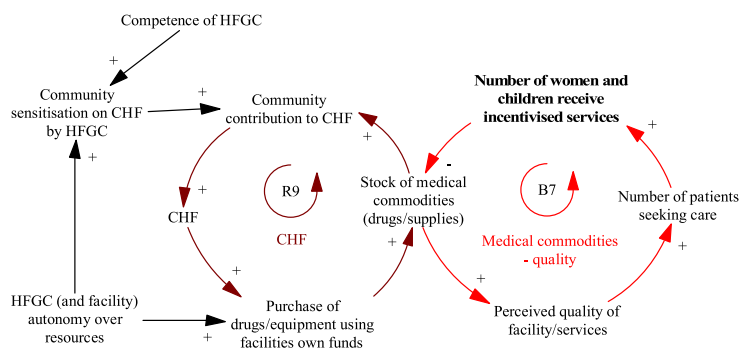 Competence of HFGC
+
Community
sensitisation on CHF
by HFGC
+
+
Community
contribution to CHF
+
Number of women and
children receive
incentivised services
+
-
+
R9
CHF
CHF
+
Stock of medical
commodities
(drugs/supplies)
B7
Medical commodities
- quality
Number of patients
seeking care
+
+
+
+
+
HFGC (and facility)
autonomy over
resources
+
Purchase of
drugs/equipment using
facilities own funds
Perceived quality of
facility/services